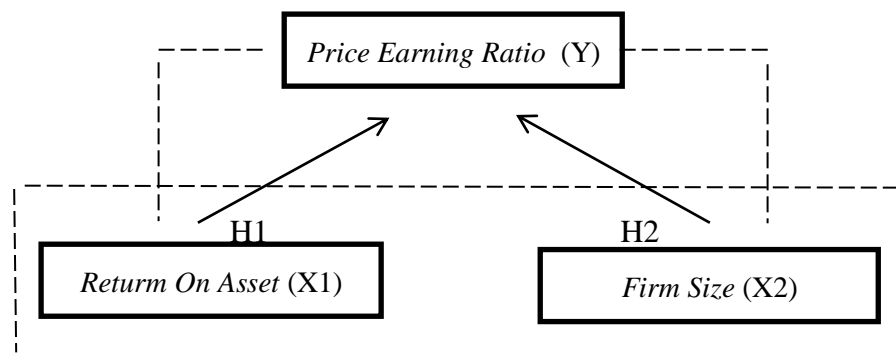 Price Earning Ratio (Y)
H1
H2
Returm On Asset (X1)
Firm Size (X2)